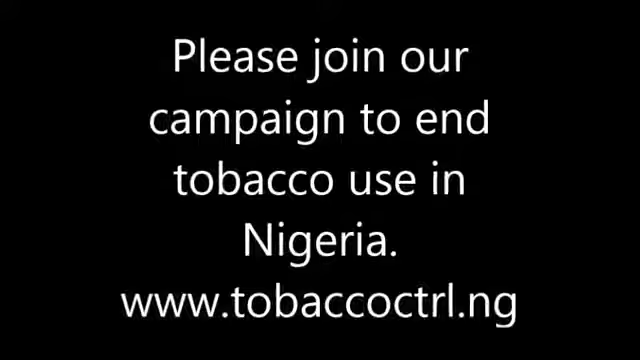 Please join our
campaign to end
tobacco use in
Nigeria.
www.tobaccoctrl.ng